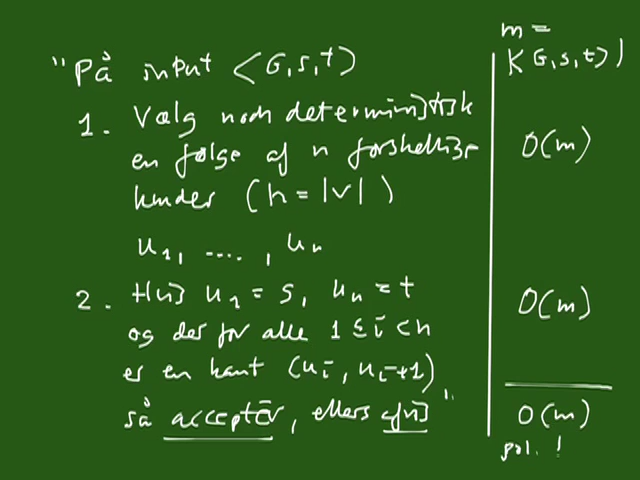 "På input <G,s,t>
1. Vælg nondeterministisk
en følge af n forskellige
knuder (n = |V|)
u₁, ...., uₙ
2. Hvis u₁ = s, uₙ = t
og der for alle 1 ≤ i < n
er en kant (uᵢ, uᵢ₊₁)
så acceptér, ellers afvis"
m =
|<G,s,t>|
O(m)
O(m)
O(m)
pol. !